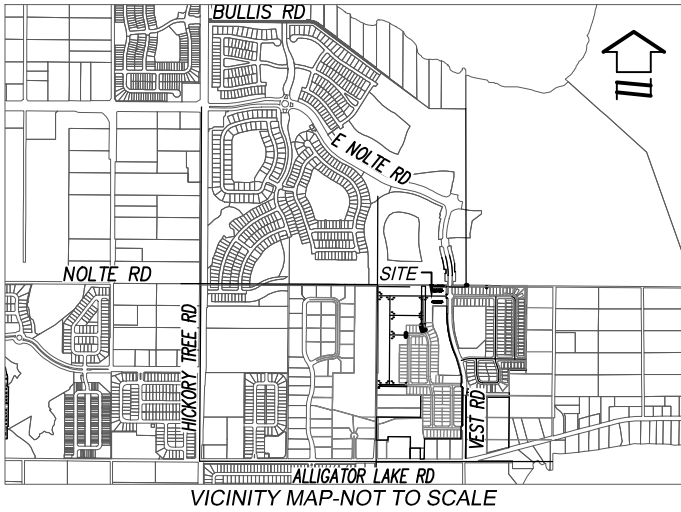 BULLIS RD
E NOLTE RD
NOLTE RD
SITE
HICKORY TREE RD
VEST RD
ALLIGATOR LAKE RD
VICINITY MAP-NOT TO SCALE